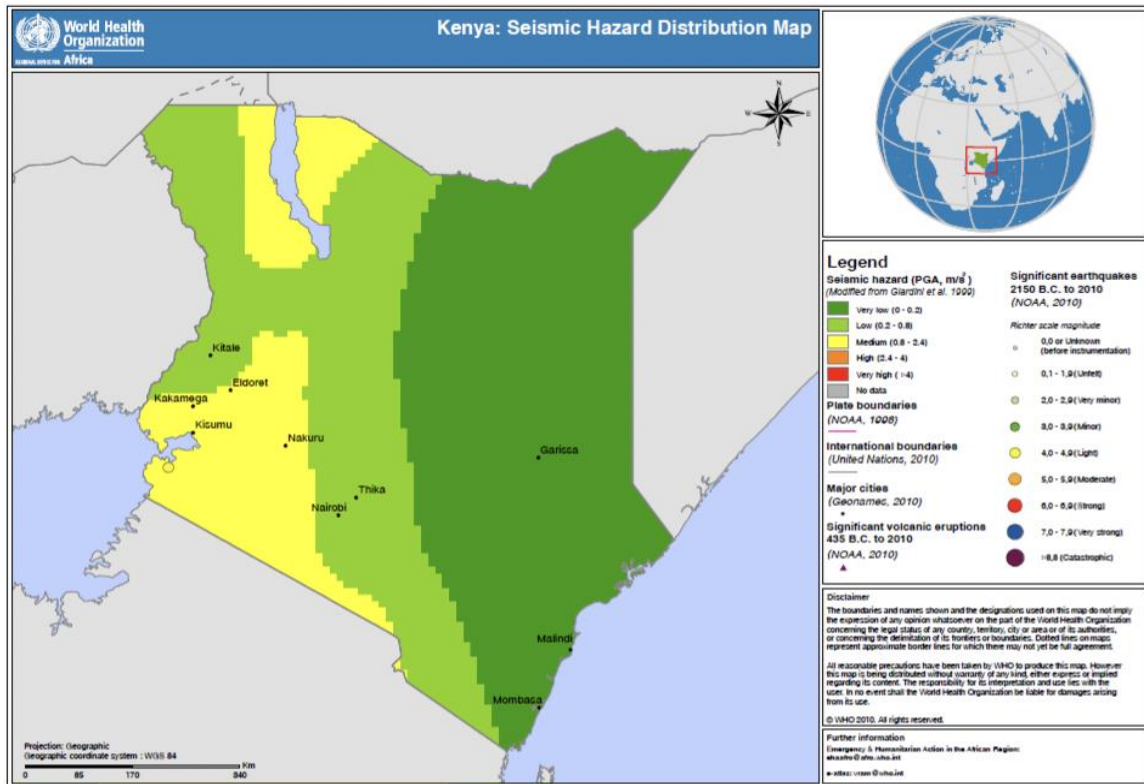 World Health
Organization
REGIONAL OFFICE FOR Africa
Kenya: Seismic Hazard Distribution Map
N
W E
S
Kitale
Eldoret
Kakamega
Kisumu
Nakuru
Garissa
Thika
Nairobi
Malindi
Mombasa
Projection: Geographic
Geographic coordinate system : WGS 84
Km
0 85 170 340
Legend
Seismic hazard (PGA, m/s²)
(Modified from Giardini et al. 1999)
Very low (0 - 0.2)
Low (0.2 - 0.8)
Medium (0.8 - 2.4)
High (2.4 - 4)
Very high ( >4)
No data
Plate boundaries
(NOAA, 1998)
International boundaries
(United Nations, 2010)
Major cities
(Geonames, 2010)
Significant volcanic eruptions
435 B.C. to 2010
(NOAA, 2010)
Significant earthquakes
2150 B.C. to 2010
(NOAA, 2010)
Richter scale magnitude
0,0 or Unknown
(before instrumentation)
0,1 - 1,9 (Unfelt)
2,0 - 2,9 (Very minor)
3,0 - 3,9 (Minor)
4,0 - 4,9 (Light)
5,0 - 5,9 (Moderate)
6,0 - 6,9 (Strong)
7,0 - 7,9 (Very strong)
(Catastrophic)
Disclaimer
The boundaries and names shown and the designations used on this map do not imply
the expression of any opinion whatsoever on the part of the World Health Organization
concerning the legal status of any country, territory, city or area or of its authorities,
or concerning the delimitation of its frontiers or boundaries. Dotted lines on maps
represent approximate border lines for which there may not yet be full agreement.
All reasonable precautions have been taken by WHO to produce this map. However
this map is being distributed without warranty of any kind, either express or implied
regarding its content. The responsibility for its interpretation and use lies with the
user. In no event shall the World Health Organization be liable for damages arising
from its use.
© WHO 2010. All rights reserved.
Further information
Emergency & Humanitarian Action in the African Region:
ehaafro@afro.who.int
e-atlas: vram@who.int